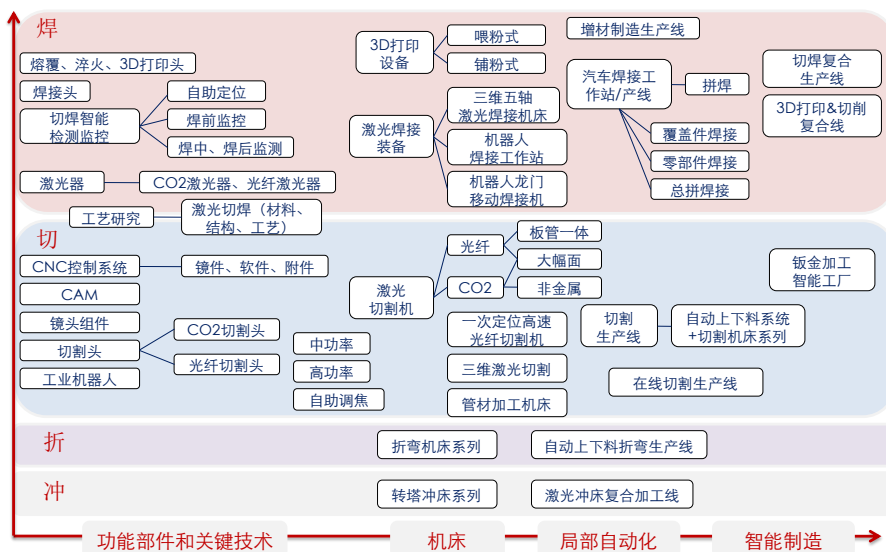 焊
熔覆、淬火、3D打印头
焊接头
切焊智能
检测监控
自助定位
焊前监控
焊中、焊后监测
激光器
CO2激光器、光纤激光器
工艺研究
激光切焊（材料、
结构、工艺）
3D打印
设备
喂粉式
铺粉式
激光焊接
装备
三维五轴
激光焊接机床
机器人
焊接工作站
机器人龙门
移动焊接机
增材制造生产线
汽车焊接工
作站/产线
拼焊
覆盖件焊接
零部件焊接
总拼焊接
切焊复合
生产线
3D打印&切削
复合线
切
CNC控制系统
镜件、软件、附件
CAM
镜头组件
切割头
CO2切割头
光纤切割头
工业机器人
中功率
高功率
自助调焦
激光
切割机
光纤
CO2
板管一体
大幅面
非金属
一次定位高速
光纤切割机
三维激光切割
管材加工机床
切割
生产线
自动上下料系统
+切割机床系列
在线切割生产线
钣金加工
智能工厂
折
折弯机床系列
自动上下料折弯生产线
冲
转塔冲床系列
激光冲床复合加工线
功能部件和关键技术
机床
局部自动化
智能制造